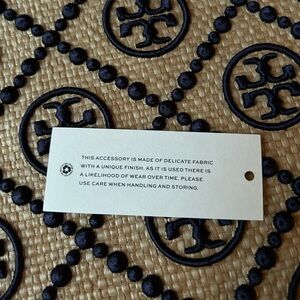 THIS ACCESSORY IS MADE OF DELICATE FABRIC
WITH A UNIQUE FINISH. AS IT IS USED THERE IS
A LIKELIHOOD OF WEAR OVER TIME. PLEASE
USE CARE WHEN HANDLING AND STORING.